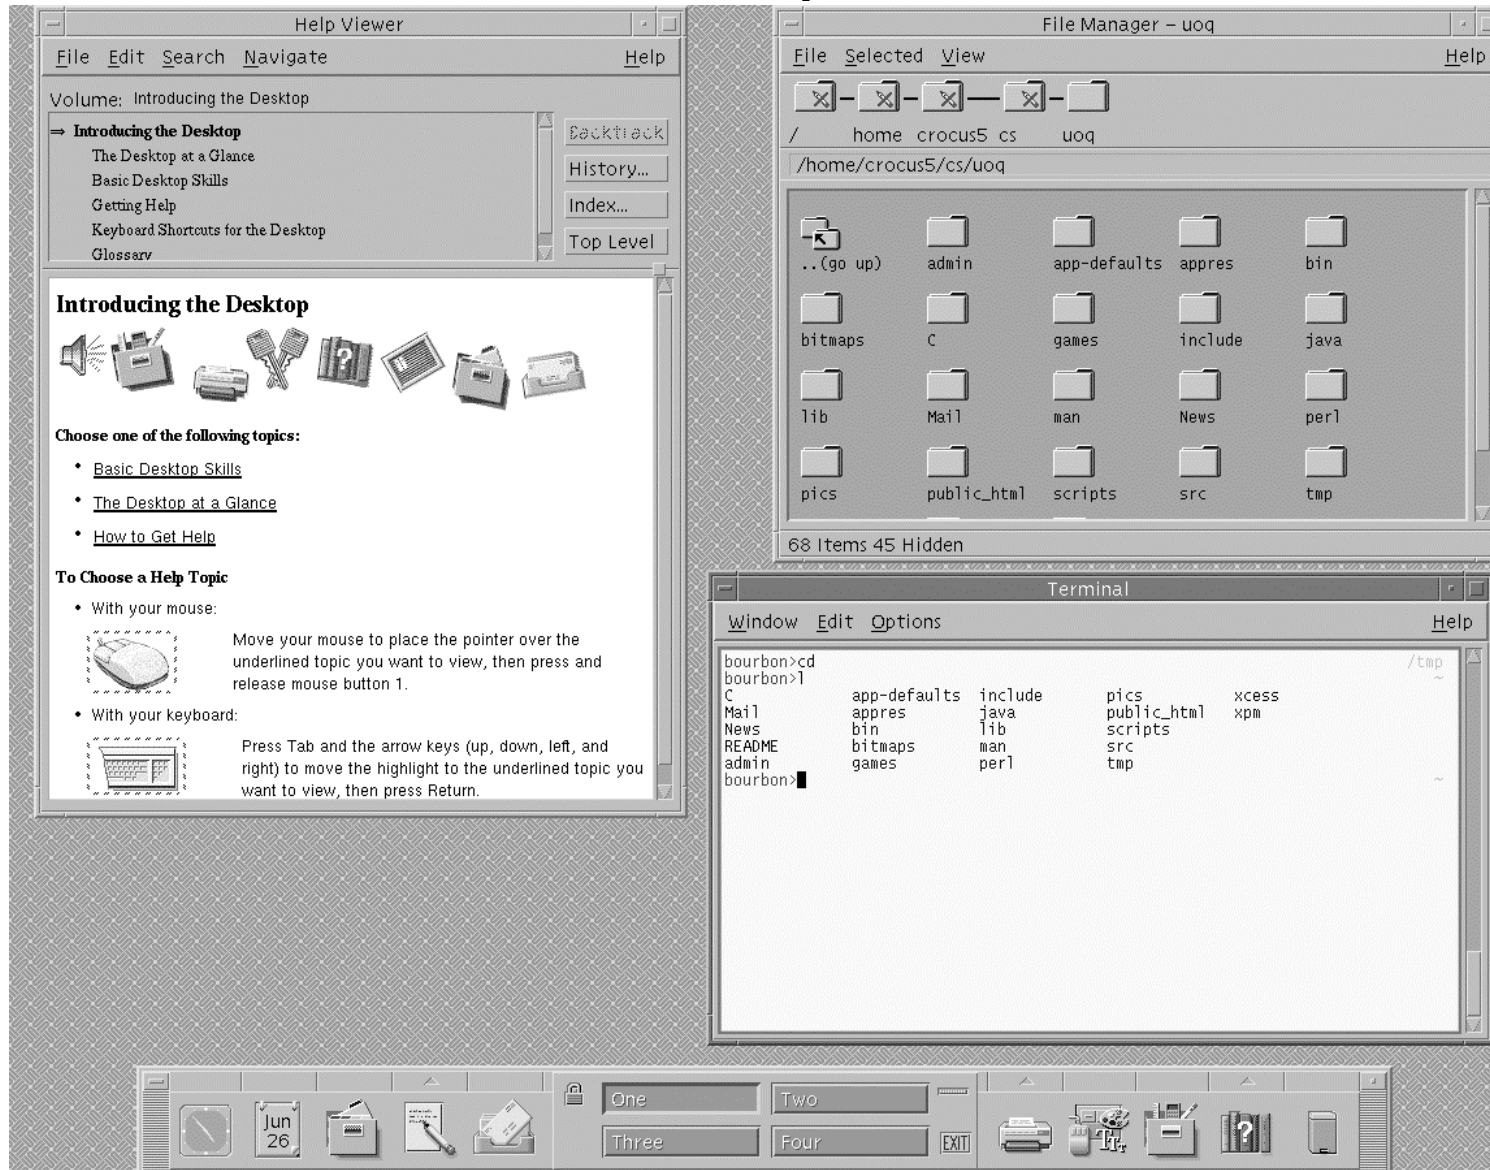 Help Viewer
File Edit Search Navigate Help
Volume: Introducing the Desktop
⇒ Introducing the Desktop
The Desktop at a Glance
Basic Desktop Skills
Getting Help
Keyboard Shortcuts for the Desktop
Glossary
Backtrack
History...
Index...
Top Level
Introducing the Desktop
Choose one of the following topics:
• Basic Desktop Skills
• The Desktop at a Glance
• How to Get Help
To Choose a Help Topic
• With your mouse:
Move your mouse to place the pointer over the
underlined topic you want to view, then press and
release mouse button 1.
• With your keyboard:
Press Tab and the arrow keys (up, down, left, and
right) to move the highlight to the underlined topic you
want to view, then press Return.
File Manager – uoq
File Selected View Help
/ home crocus5 cs uoq
/home/crocus5/cs/uoq
..(go up) admin app-defaults appres bin
bitmaps C games include java
lib Mail man News perl
pics public_html scripts src tmp
68 Items 45 Hidden
Terminal
Window Edit Options Help
bourbon>cd /tmp
bourbon>l ~
C app-defaults include pics xcess
Mail appres java public_html xpm
News bin lib scripts
README bitmaps man src
admin games perl tmp
bourbon> ~
Jun
26
One
Two
Three
Four
EXIT
?